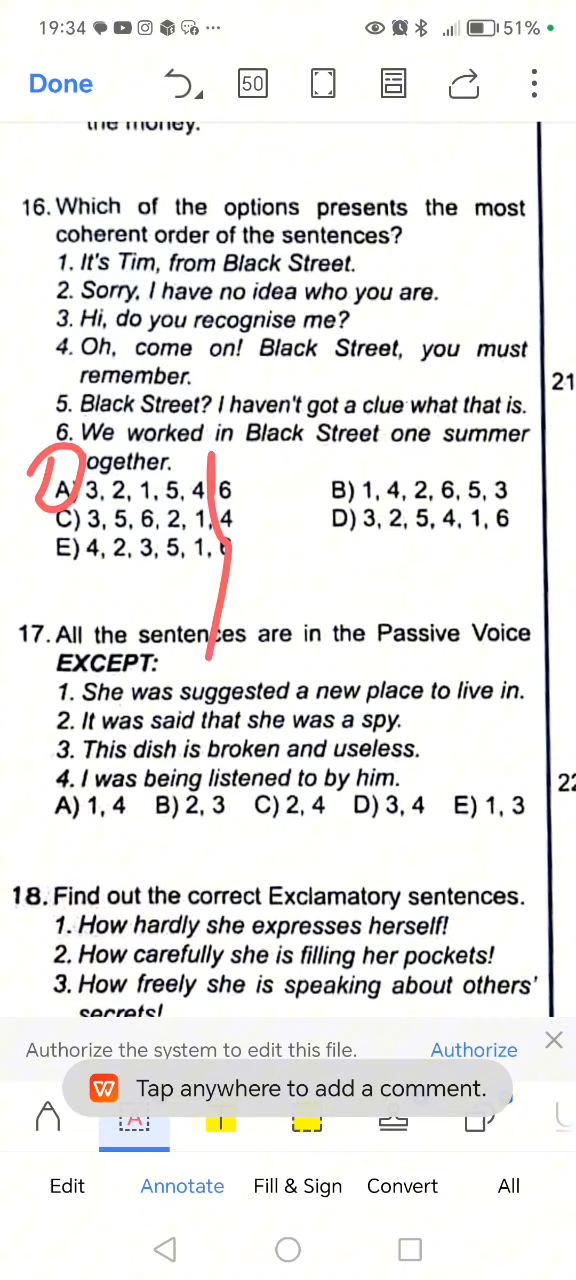 19:34 51%
Done 50
the money.
16. Which of the options presents the most
coherent order of the sentences?
1. It's Tim, from Black Street.
2. Sorry, I have no idea who you are.
3. Hi, do you recognise me?
4. Oh, come on! Black Street, you must
remember.
21
5. Black Street? I haven't got a clue what that is.
6. We worked in Black Street one summer
together.
A) 3, 2, 1, 5, 4, 6 B) 1, 4, 2, 6, 5, 3
C) 3, 5, 6, 2, 1, 4 D) 3, 2, 5, 4, 1, 6
E) 4, 2, 3, 5, 1, 6
17. All the sentences are in the Passive Voice
EXCEPT:
1. She was suggested a new place to live in.
2. It was said that she was a spy.
3. This dish is broken and useless.
4. I was being listened to by him.
22
A) 1, 4 B) 2, 3 C) 2, 4 D) 3, 4 E) 1, 3
18. Find out the correct Exclamatory sentences.
1. How hardly she expresses herself!
2. How carefully she is filling her pockets!
3. How freely she is speaking about others'
secrets!
Authorize the system to edit this file. Authorize
Tap anywhere to add a comment.
Edit Annotate Fill & Sign Convert All